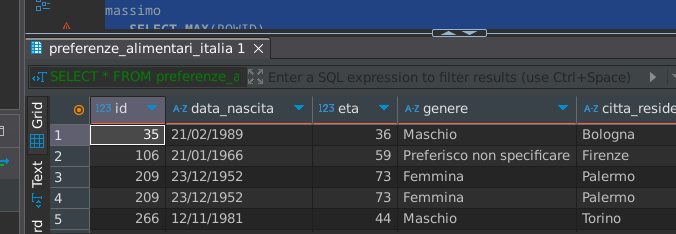 massimo
SELECT MAX(ROWID)
preferenze_alimentari_italia 1
SELECT * FROM preferenze_a
Enter a SQL expression to filter results (use Ctrl+Space)
Grid
Text
123 id A-Z data_nascita 123 eta A-Z genere A-Z citta_reside
1 35 21/02/1989 36 Maschio Bologna
2 106 21/01/1966 59 Preferisco non specificare Firenze
3 209 23/12/1952 73 Femmina Palermo
4 209 23/12/1952 73 Femmina Palermo
5 266 12/11/1981 44 Maschio Torino